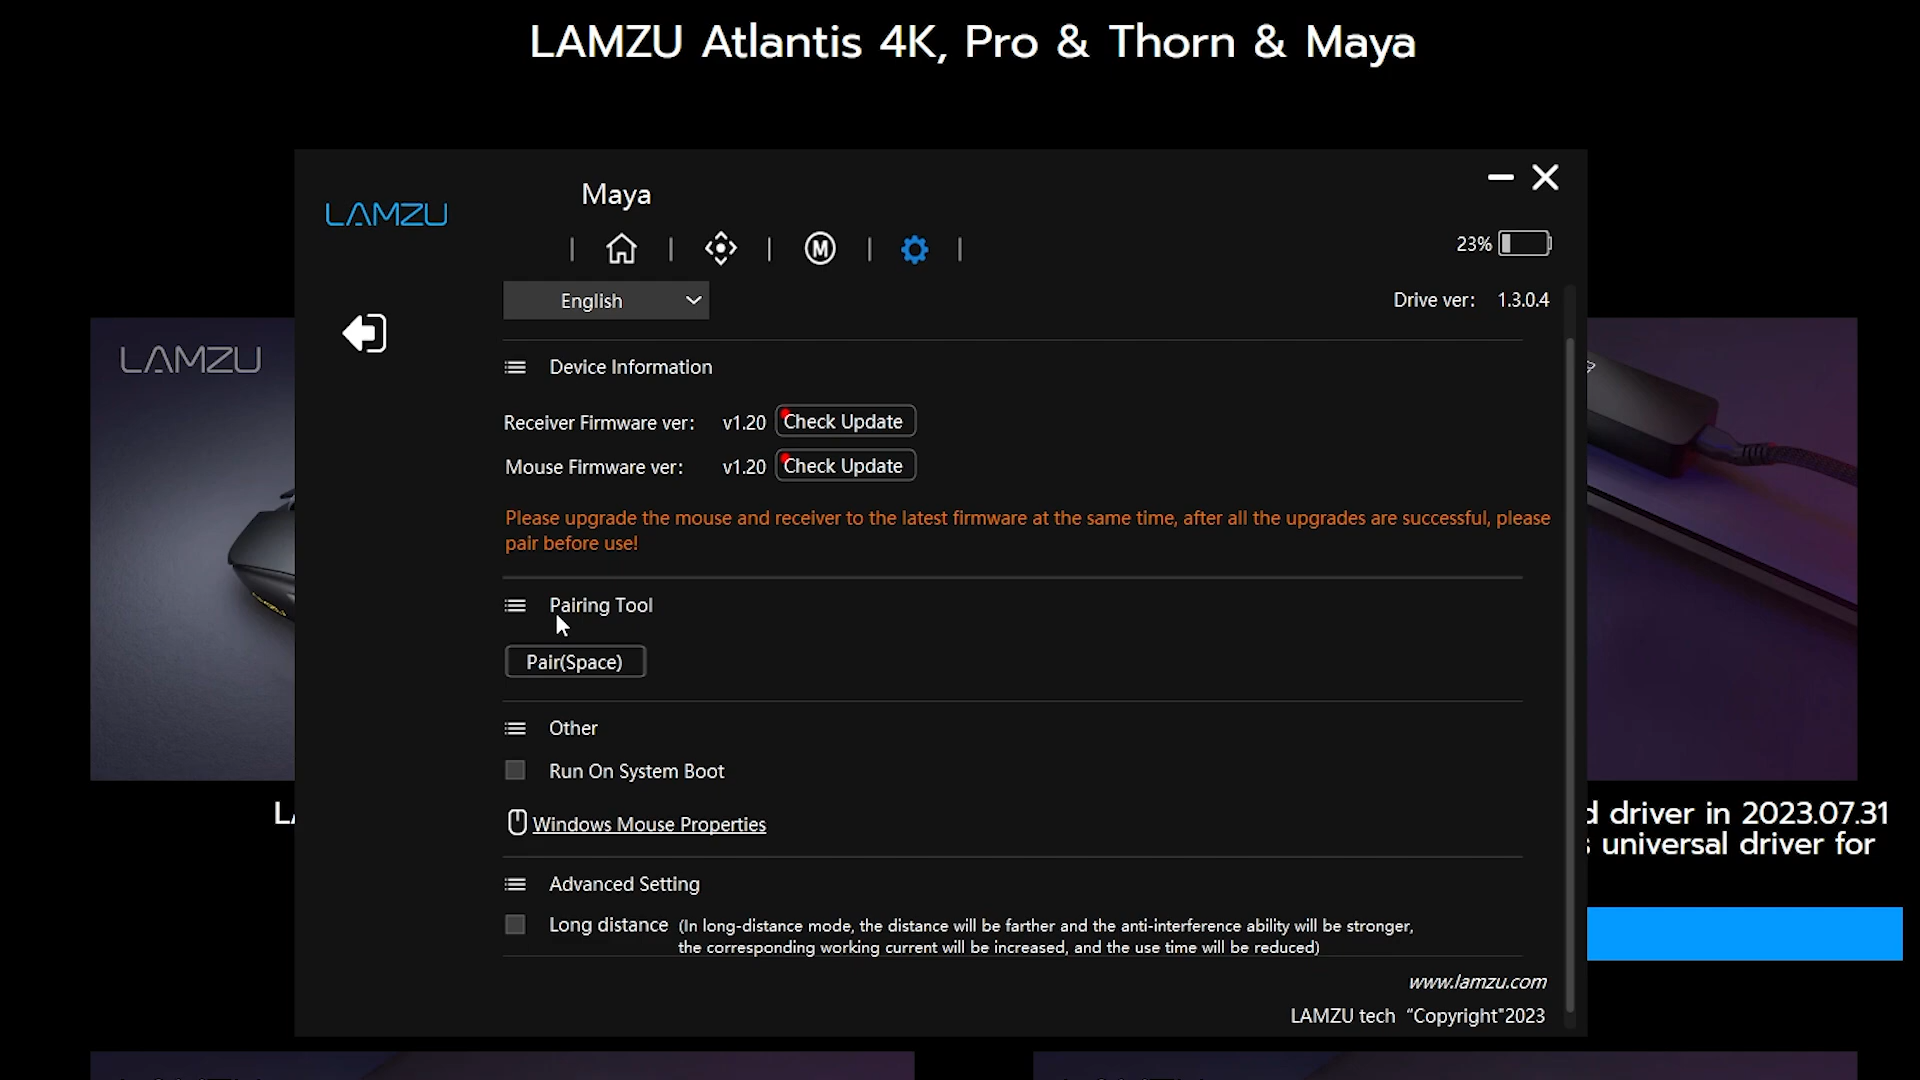 LAMZU Atlantis 4K, Pro & Thorn & Maya
LAMZU
Maya
M
23%
English
Drive ver: 1.3.0.4
LAMZU
Device Information
Receiver Firmware ver: v1.20 Check Update
Mouse Firmware ver: v1.20 Check Update
Please upgrade the mouse and receiver to the latest firmware at the same time, after all the upgrades are successful, please
pair before use!
Pairing Tool
Pair(Space)
Other
Run On System Boot
Windows Mouse Properties
driver in 2023.07.31
universal driver for
Advanced Setting
Long distance (In long-distance mode, the distance will be farther and the anti-interference ability will be stronger,
the corresponding working current will be increased, and the use time will be reduced)
www.lamzu.com
LAMZU tech “Copyright"2023